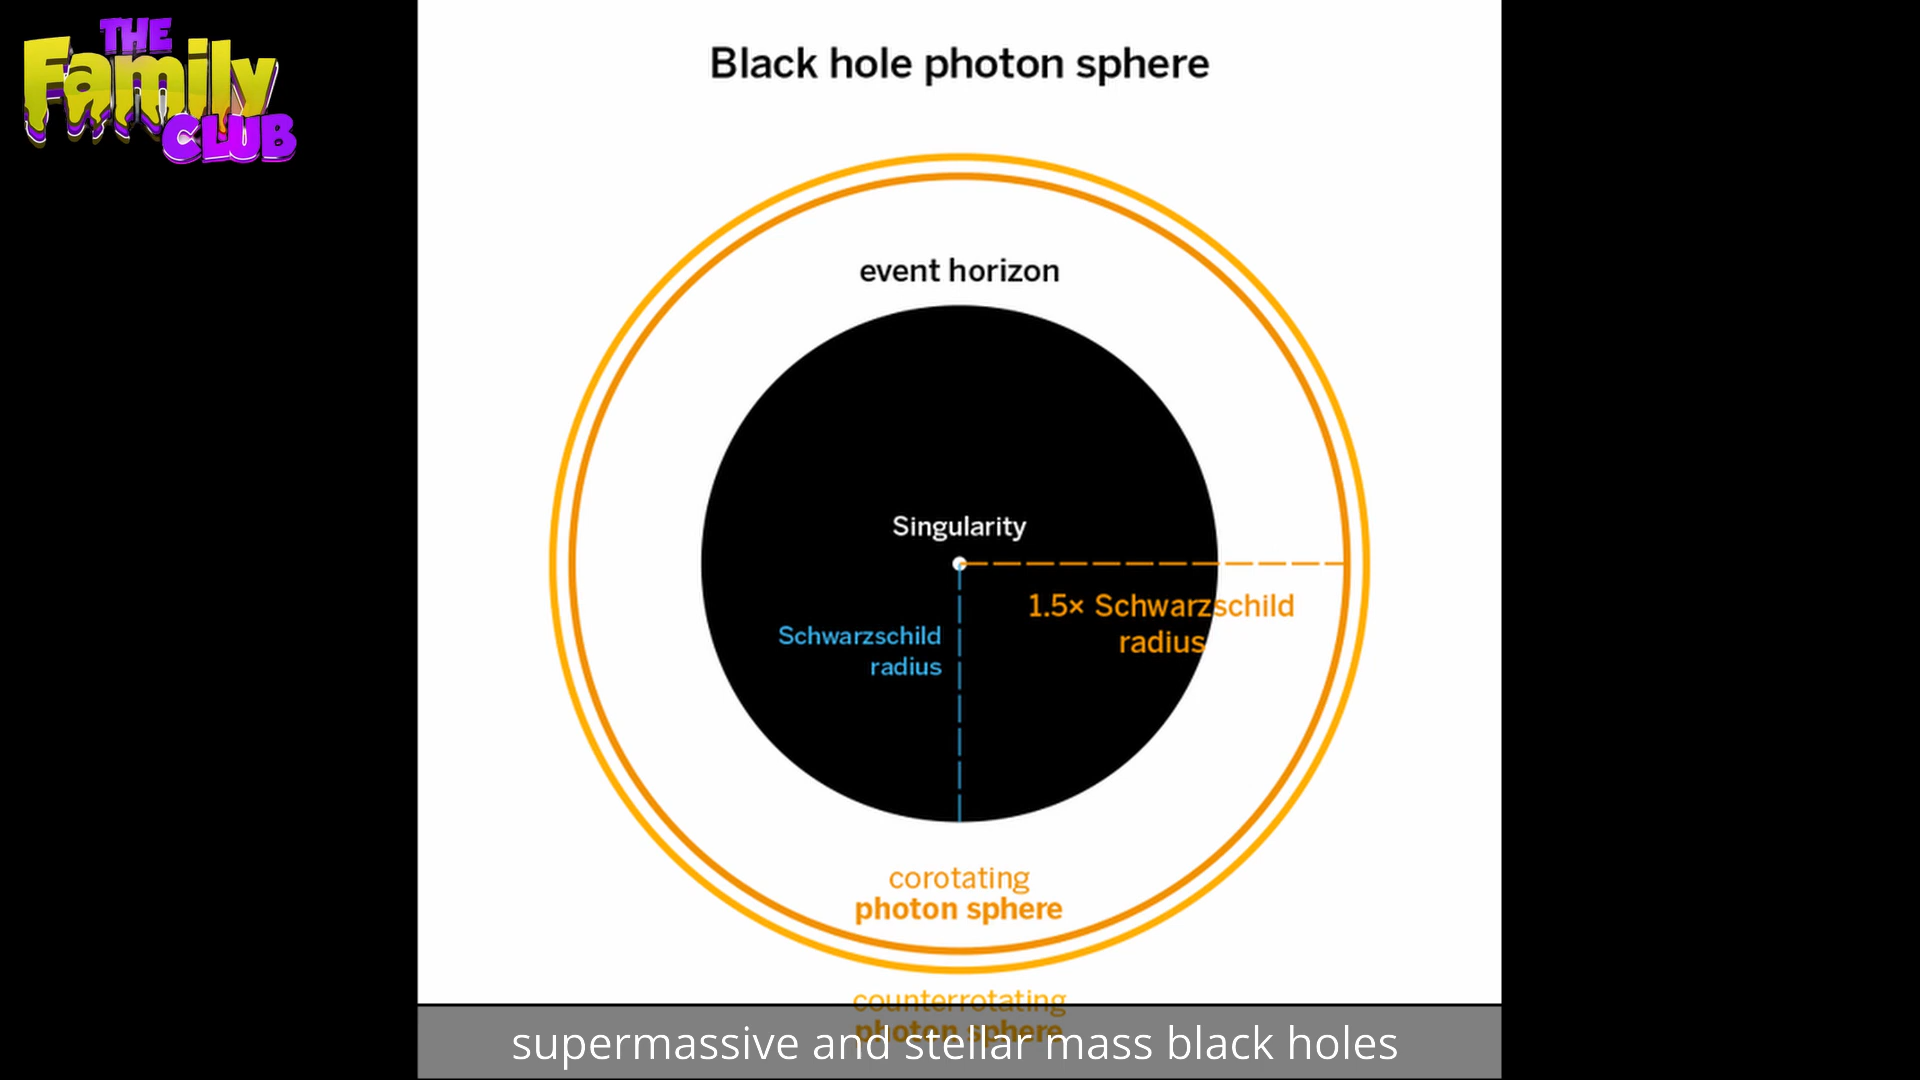 THE
Family
CLUB
Black hole photon sphere
event horizon
Singularity
1.5× Schwarzschild
radius
Schwarzschild
radius
corotating
photon sphere
counterrotating
photon sphere
supermassive and stellar mass black holes